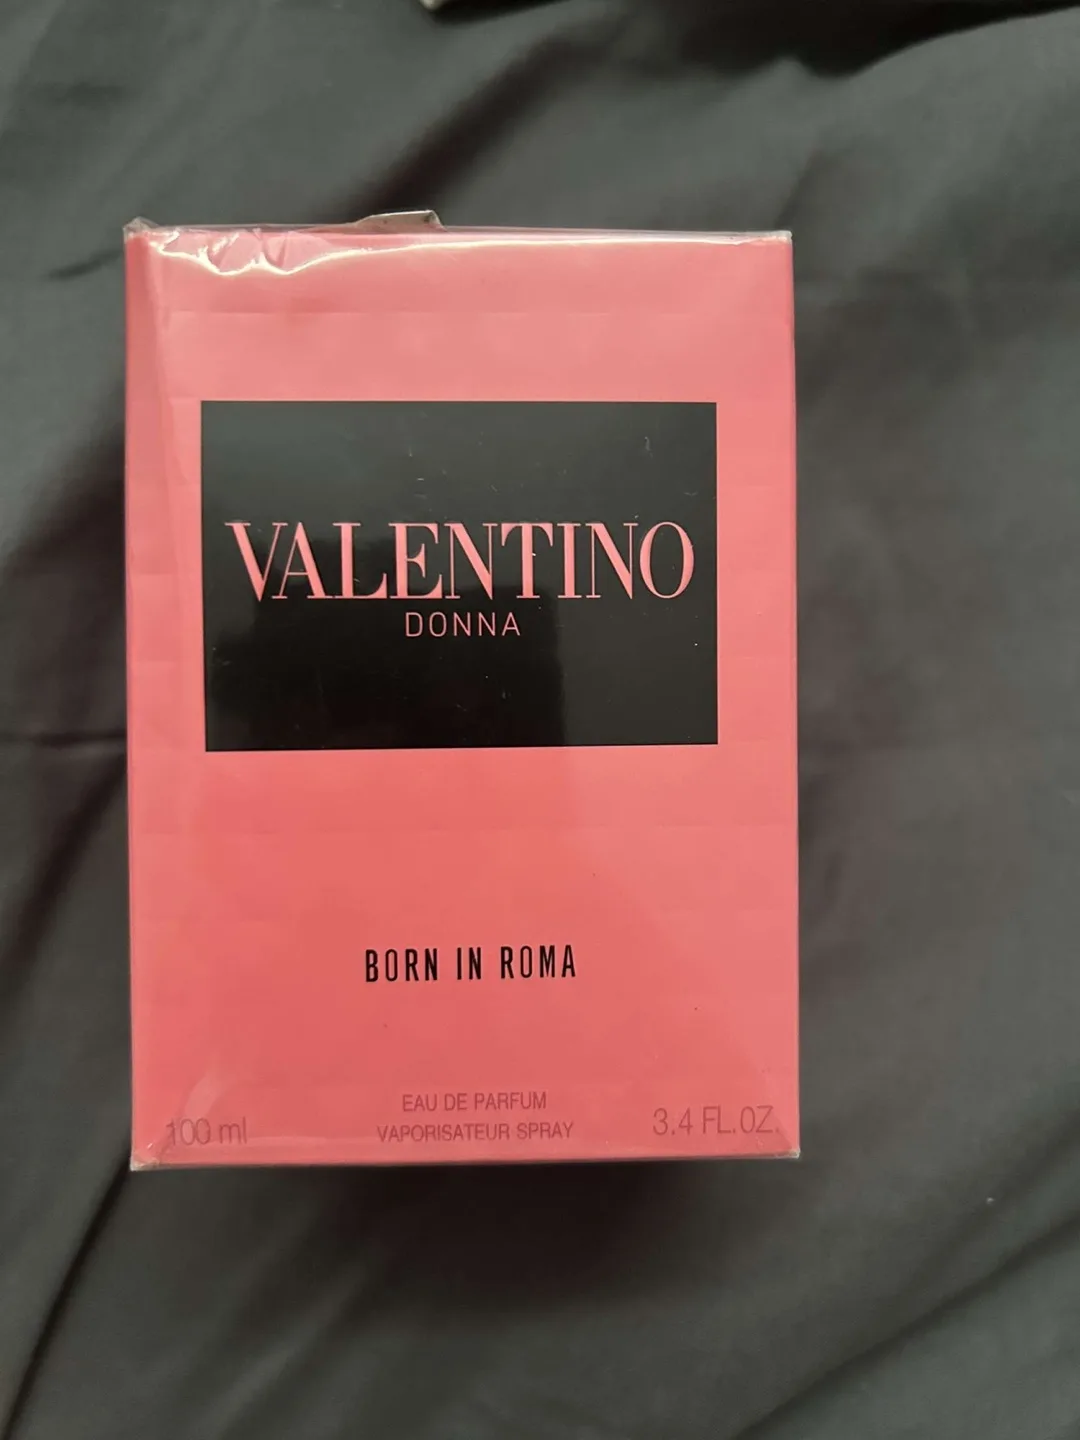 VALENTINO
DONNA
BORN IN ROMA
EAU DE PARFUM
100 ml VAPORISATEUR SPRAY 3.4 FL.OZ.